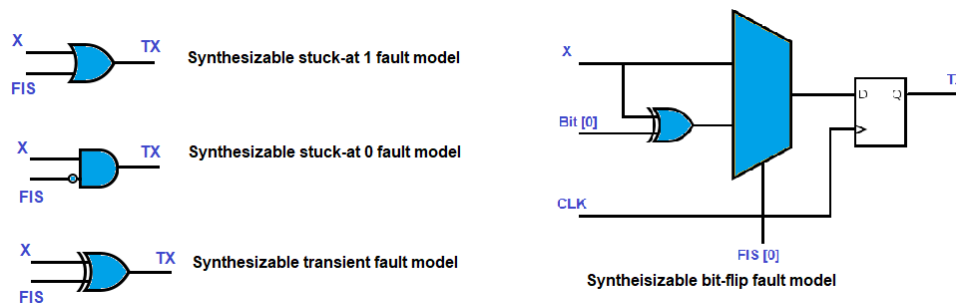 X
TX
Synthesizable stuck-at 1 fault model
FIS
X
TX
Synthesizable stuck-at 0 fault model
FIS
X
TX
Synthesizable transient fault model
FIS
X
Bit [0]
D
Q
CLK
FIS [0]
Syntheisizable bit-flip fault model